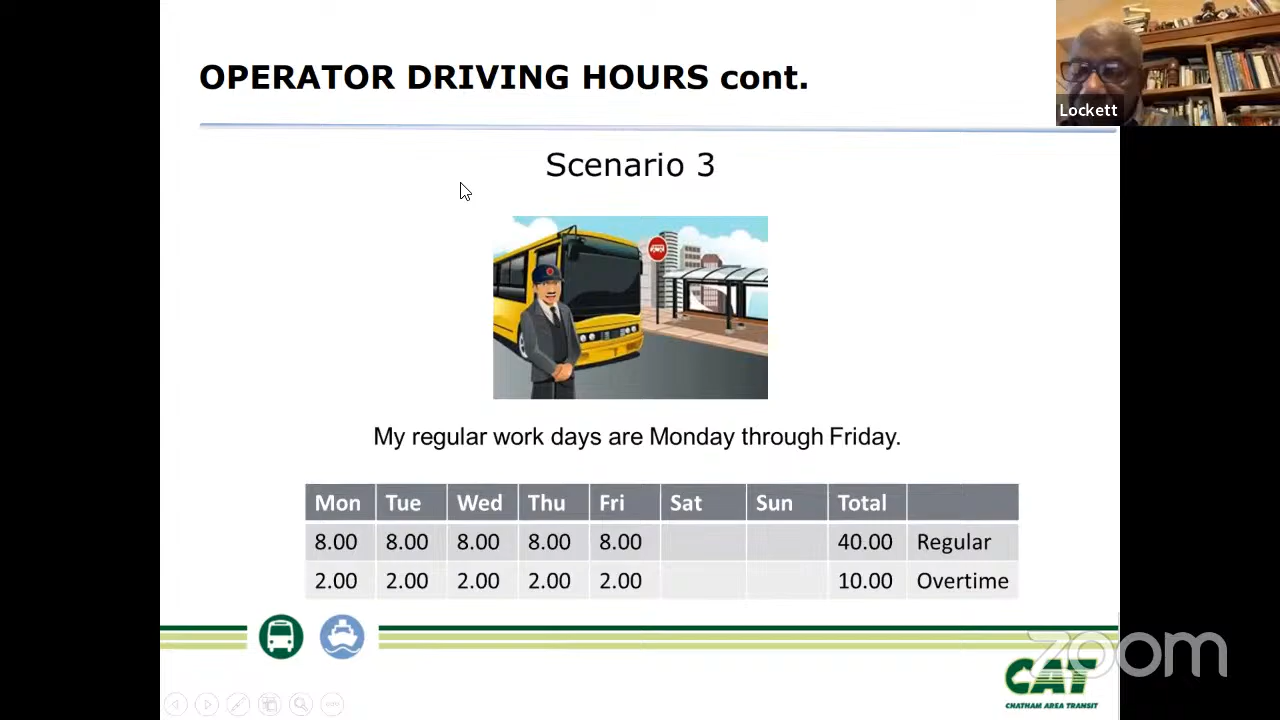 OPERATOR DRIVING HOURS cont.
Lockett
Scenario 3
My regular work days are Monday through Friday.
Mon Tue Wed Thu Fri Sat Sun Total
8.00 8.00 8.00 8.00 8.00 40.00 Regular
2.00 2.00 2.00 2.00 2.00 10.00 Overtime
zoom
CAT
CHATHAM AREA TRANSIT